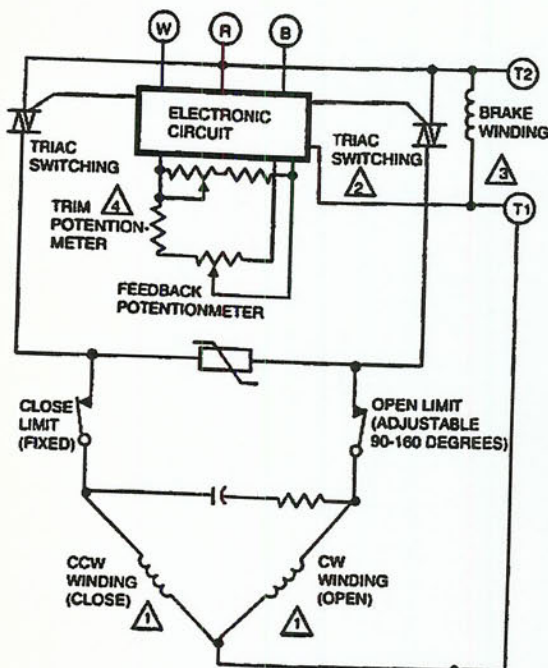 W
R
B
T2
ELECTRONIC
CIRCUIT
BRAKE
WINDING
TRIAC
SWITCHING
TRIAC
SWITCHING
2
3
4
TRIM
POTENTION-
METER
T1
FEEDBACK
POTENTIONMETER
CLOSE
LIMIT
(FIXED)
OPEN LIMIT
(ADJUSTABLE
90-160 DEGREES)
CCW
WINDING
(CLOSE)
1
CW
WINDING
(OPEN)
1